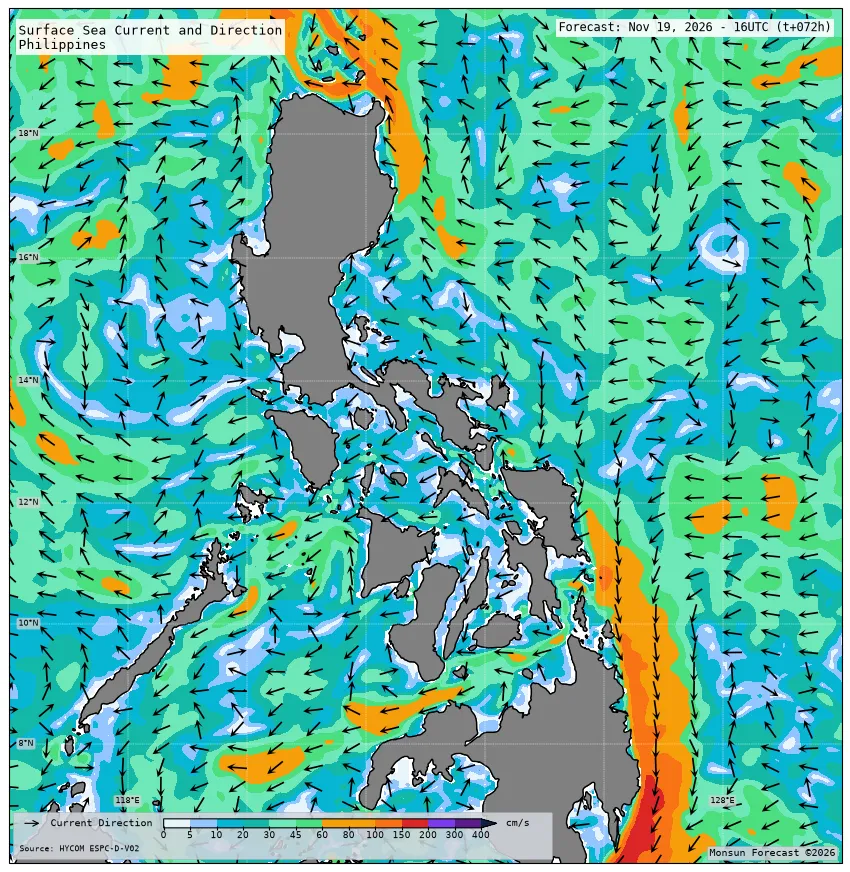 Surface Sea Current and Direction
Philippines
Forecast: Nov 19, 2026 - 16UTC (t+072h)
18°N
16°N
14°N
12°N
10°N
8°N
118°E
128°E
Current Direction
0 5 10 20 30 45 60 80 100 150 200 300 400
cm/s
Source: HYCOM ESPC-D-V02
Monsun Forecast ©2026